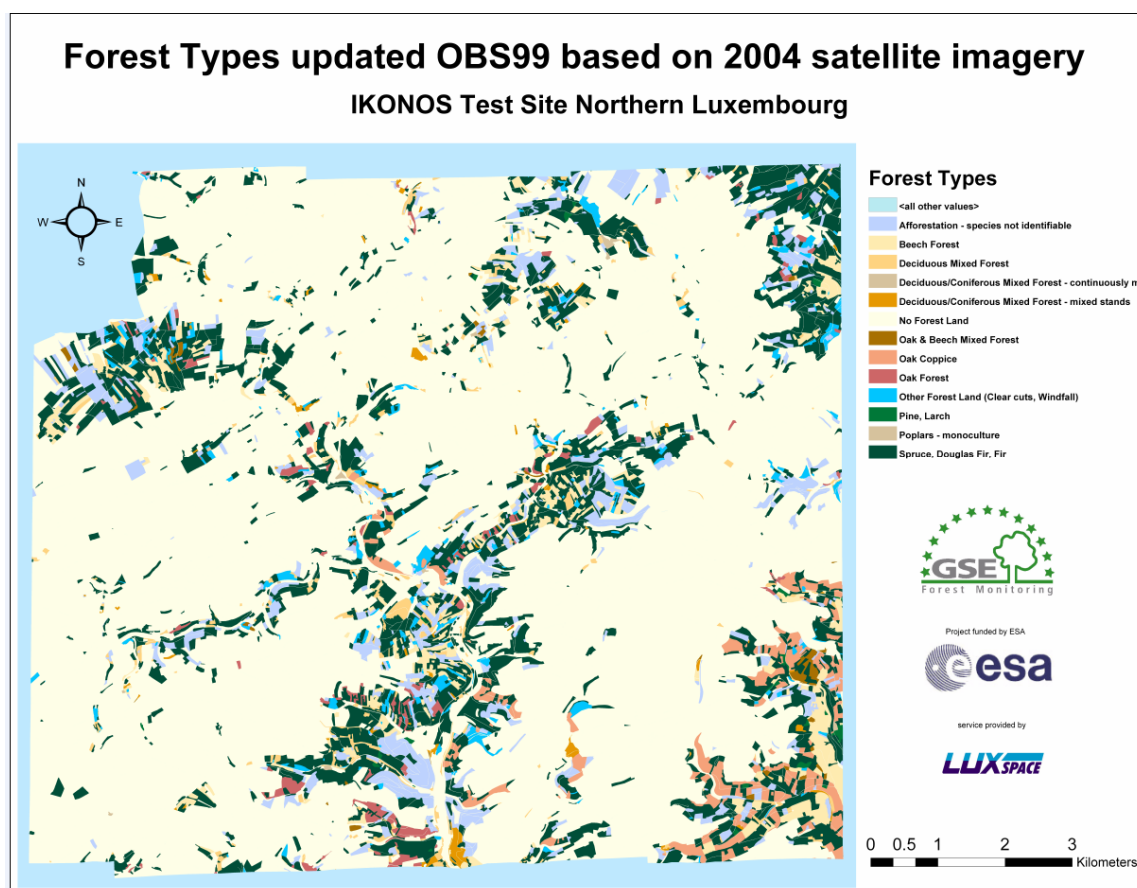 Forest Types updated OBS99 based on 2004 satellite imagery
IKONOS Test Site Northern Luxembourg
N
W E
S
Forest Types
<all other values>
Afforestation - species not identifiable
Beech Forest
Deciduous Mixed Forest
Deciduous/Coniferous Mixed Forest - continuously m
Deciduous/Coniferous Mixed Forest - mixed stands
No Forest Land
Oak & Beech Mixed Forest
Oak Coppice
Oak Forest
Other Forest Land (Clear cuts, Windfall)
Pine, Larch
Poplars - monoculture
Spruce, Douglas Fir, Fir
GSE
Forest Monitoring
Project funded by ESA
esa
service provided by
LUXSPACE
0 0.5 1 2 3
Kilometers